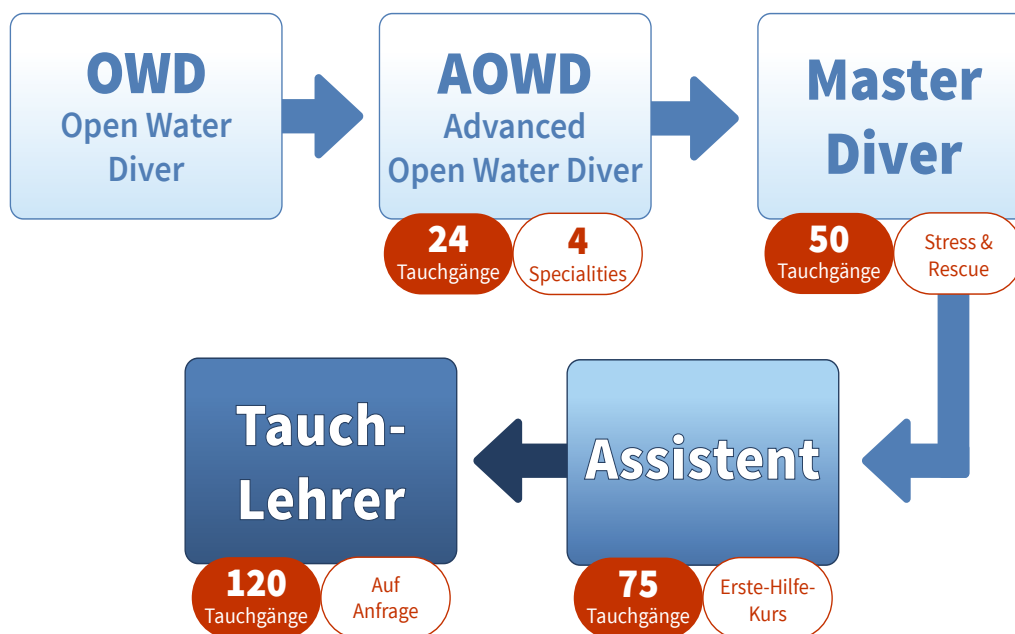 OWD
Open Water
Diver
AOWD
Advanced
Open Water Diver
24
Tauchgänge
4
Specialities
Master
Diver
50
Tauchgänge
Stress &
Rescue
Assistent
75
Tauchgänge
Erste-Hilfe-
Kurs
Tauch-
Lehrer
120
Tauchgänge
Auf
Anfrage